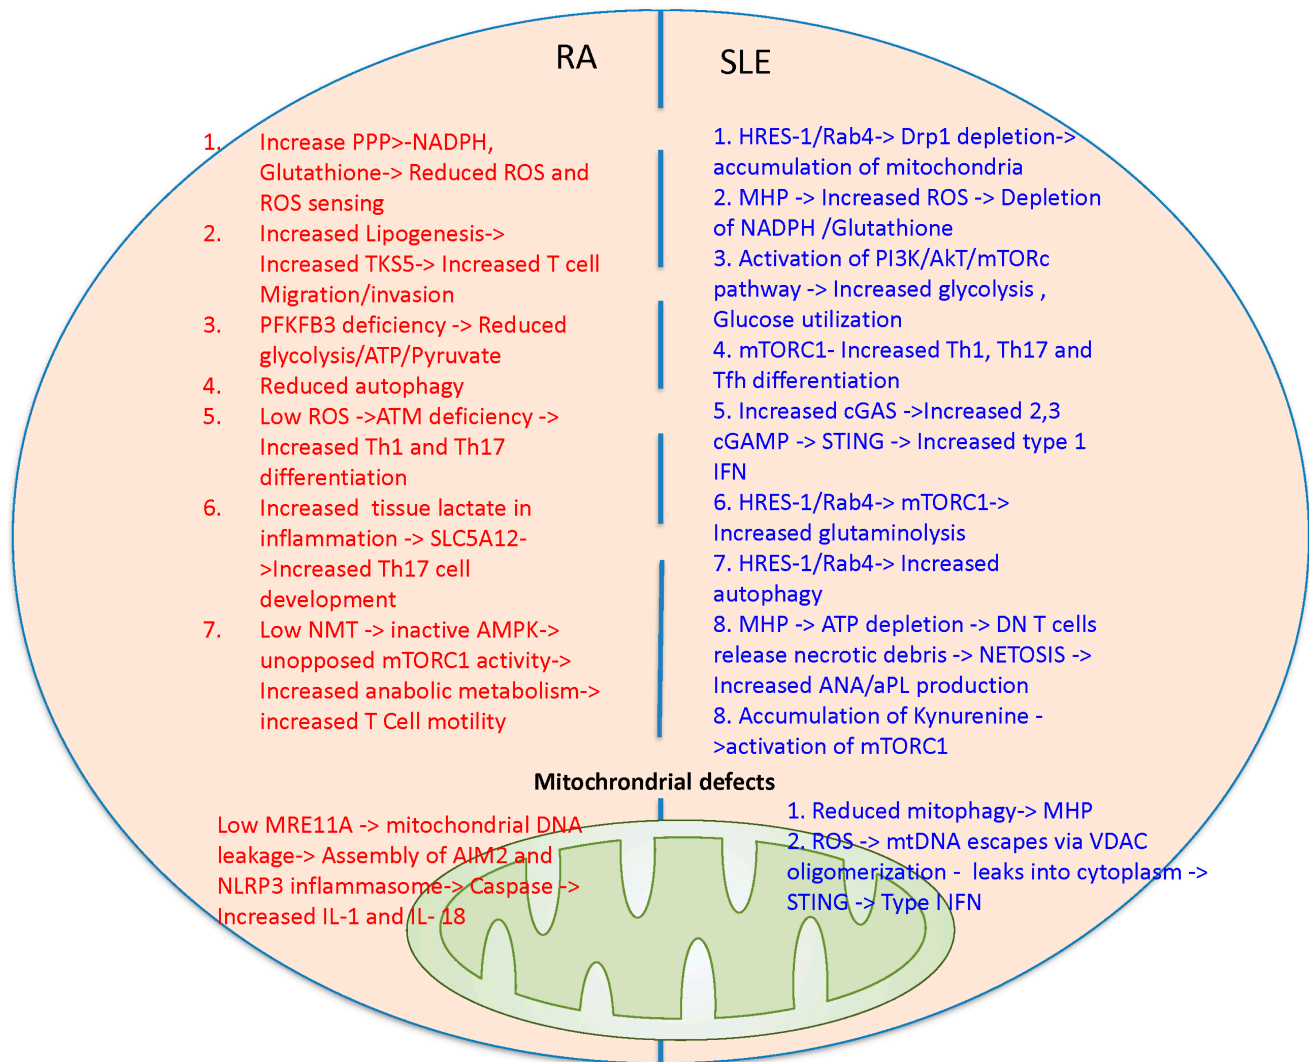 RA
1. Increase PPP>-NADPH,
Glutathione-> Reduced ROS and
ROS sensing
2. Increased Lipogenesis->
Increased TKS5-> Increased T cell
Migration/invasion
3. PFKFB3 deficiency -> Reduced
glycolysis/ATP/Pyruvate
4. Reduced autophagy
5. Low ROS ->ATM deficiency ->
Increased Th1 and Th17
differentiation
6. Increased tissue lactate in
inflammation -> SLC5A12-
>Increased Th17 cell
development
7. Low NMT -> inactive AMPK->
unopposed mTORC1 activity->
Increased anabolic metabolism->
increased T Cell motility
SLE
1. HRES-1/Rab4-> Drp1 depletion->
accumulation of mitochondria
2. MHP -> Increased ROS -> Depletion
of NADPH /Glutathione
3. Activation of PI3K/AkT/mTORc
pathway -> Increased glycolysis ,
Glucose utilization
4. mTORC1- Increased Th1, Th17 and
Tfh differentiation
5. Increased cGAS ->Increased 2,3
cGAMP -> STING -> Increased type 1
IFN
6. HRES-1/Rab4-> mTORC1->
Increased glutaminolysis
7. HRES-1/Rab4-> Increased
autophagy
8. MHP -> ATP depletion -> DN T cells
release necrotic debris -> NETOSIS ->
Increased ANA/aPL production
8. Accumulation of Kynurenine -
>activation of mTORC1
Mitochrondrial defects
Low MRE11A -> mitochondrial DNA
leakage-> Assembly of AIM2 and
NLRP3 inflammasome-> Caspase ->
Increased IL-1 and IL- 18
1. Reduced mitophagy-> MHP
2. ROS -> mtDNA escapes via VDAC
oligomerization - leaks into cytoplasm ->
STING -> Type I IFN